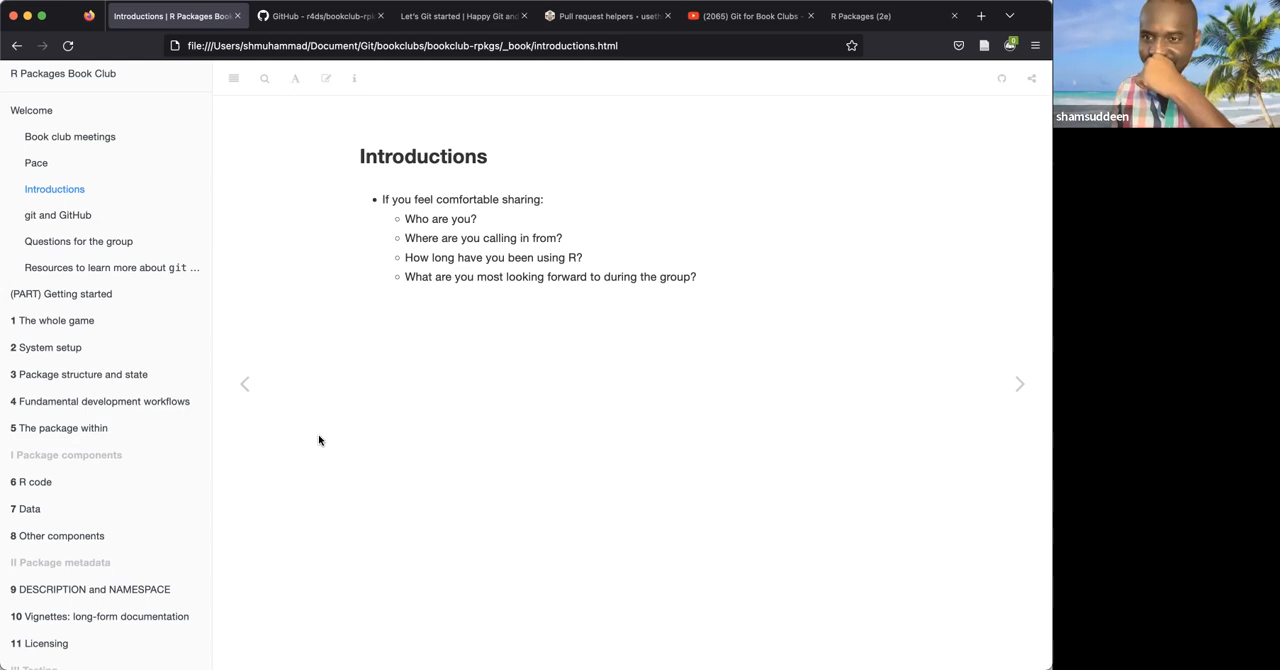 Introductions | R Packages Boo
GitHub - r4ds/bookclub-rp
Let's Git started | Happy Git and
Pull request helpers • useth
(2065) Git for Book Clubs -
R Packages (2e)
file:///Users/shmuhammad/Document/Git/bookclubs/bookclub-rpkgs/_book/introductions.html
0
shamsuddeen
R Packages Book Club
Welcome
Book club meetings
Pace
Introductions
git and GitHub
Questions for the group
Resources to learn more about git ...
(PART) Getting started
1 The whole game
2 System setup
3 Package structure and state
4 Fundamental development workflows
5 The package within
I Package components
6 R code
7 Data
8 Other components
II Package metadata
9 DESCRIPTION and NAMESPACE
10 Vignettes: long-form documentation
11 Licensing
III Testing
Introductions
• If you feel comfortable sharing:
○ Who are you?
○ Where are you calling in from?
○ How long have you been using R?
○ What are you most looking forward to during the group?